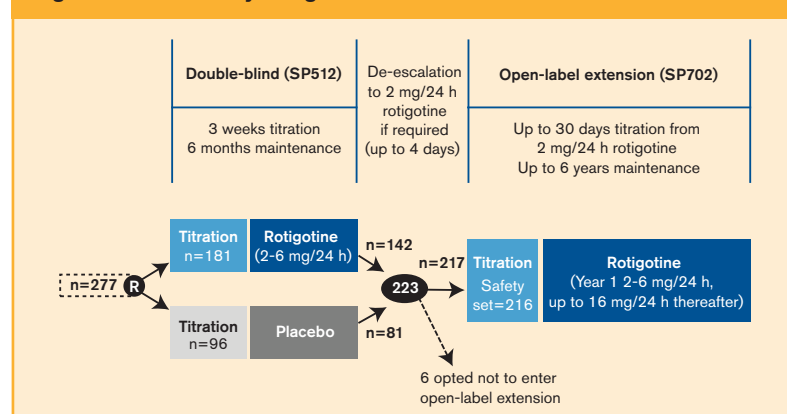 Double-blind (SP512)
3 weeks titration
6 months maintenance
De-escalation
to 2 mg/24 h
rotigotine
if required
(up to 4 days)
Open-label extension (SP702)
Up to 30 days titration from
2 mg/24 h rotigotine
Up to 6 years maintenance
n=277
R
Titration
n=181
Rotigotine
(2-6 mg/24 h)
n=142
Titration
n=96
Placebo
n=81
223
n=217
6 opted not to enter
open-label extension
Titration
Safety
set=216
Rotigotine
(Year 1 2-6 mg/24 h,
up to 16 mg/24 h thereafter)